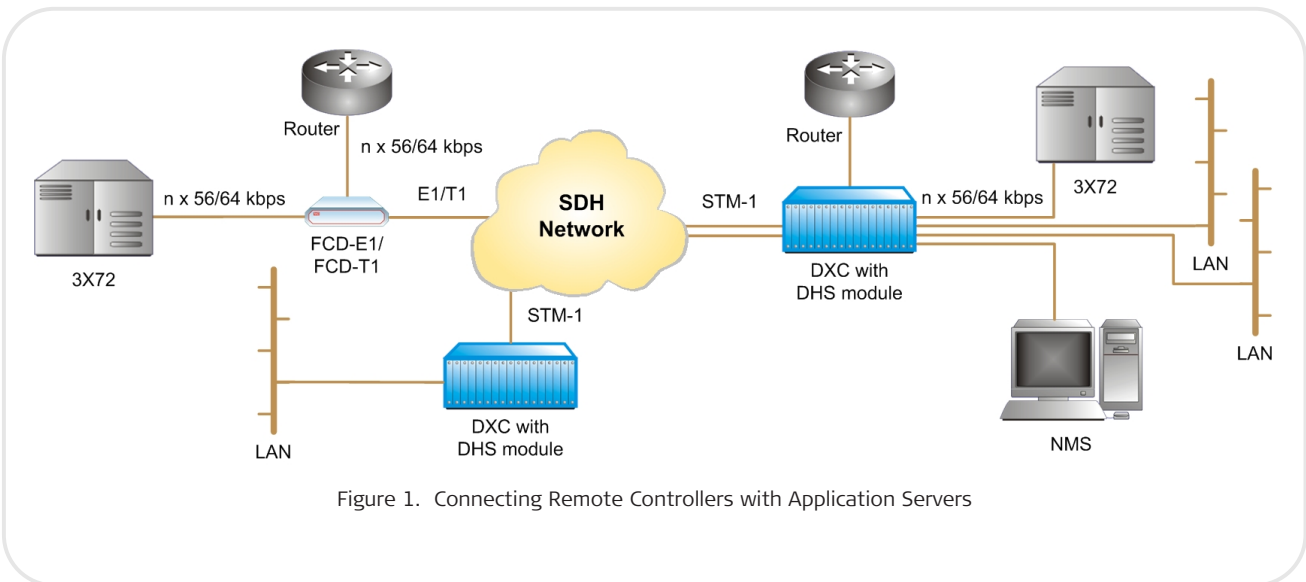 Router
n x 56/64 kbps
3X72
n x 56/64 kbps
FCD-E1/
FCD-T1
E1/T1
SDH
Network
STM-1
LAN
DXC with
DHS module
STM-1
Router
DXC with
DHS module
n x 56/64 kbps
3X72
LAN
LAN
NMS
Figure 1. Connecting Remote Controllers with Application Servers